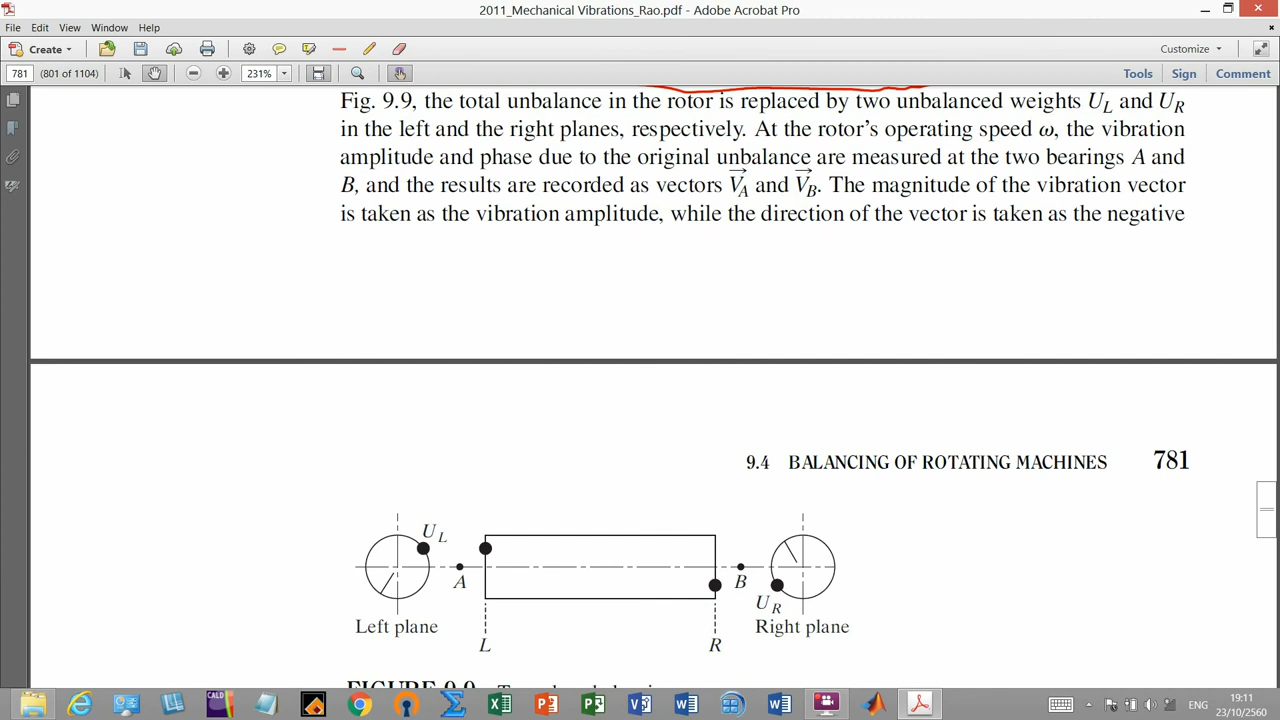 2011_Mechanical Vibrations_Rao.pdf - Adobe Acrobat Pro
File Edit View Window Help
Create Customize
781 (801 of 1104) 231% Tools Sign Comment
Fig. 9.9, the total unbalance in the rotor is replaced by two unbalanced weights U_L and U_R
in the left and the right planes, respectively. At the rotor's operating speed ω, the vibration
amplitude and phase due to the original unbalance are measured at the two bearings A and
B, and the results are recorded as vectors V⃗_A and V⃗_B. The magnitude of the vibration vector
is taken as the vibration amplitude, while the direction of the vector is taken as the negative
9.4 BALANCING OF ROTATING MACHINES 781
U_L
A B
U_R
Left plane Right plane
L R
CALD
ENG
19:11
23/10/2560